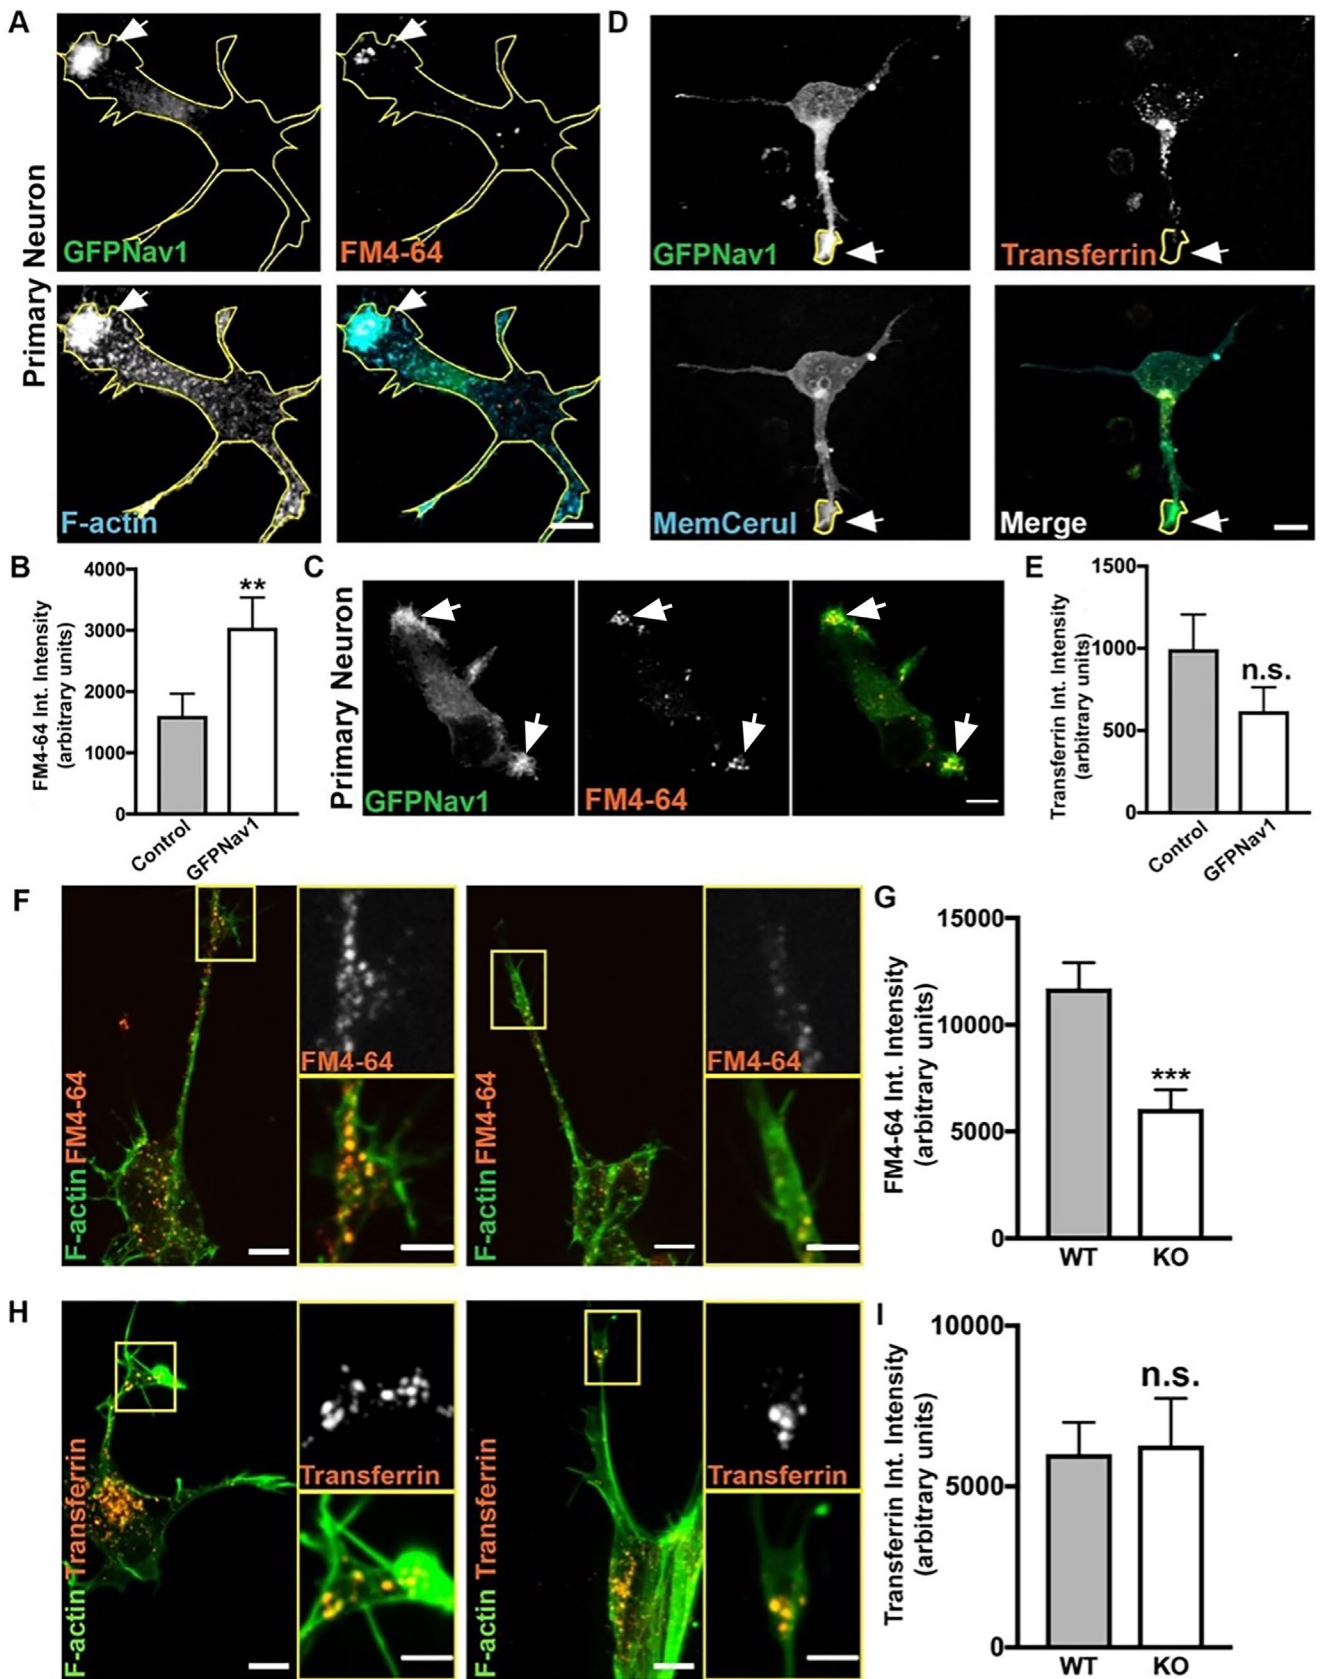 A
D
Primary Neuron
GFPNav1
FM4-64
F-actin
GFPNav1
Transferrin
MemCerul
Merge
B
FM4-64 Int. Intensity
(arbitrary units)
4000
3000
2000
1000
0
**
Control
GFPNav1
C
Primary Neuron
GFPNav1
FM4-64
E
Transferrin Int. Intensity
(arbitrary units)
1500
1000
500
0
n.s.
Control
GFPNav1
F
F-actin FM4-64
FM4-64
F-actin FM4-64
FM4-64
G
FM4-64 Int. Intensity
(arbitrary units)
15000
10000
5000
0
***
WT
KO
H
F-actin Transferrin
Transferrin
F-actin Transferrin
Transferrin
I
Transferrin Int. Intensity
(arbitrary units)
10000
5000
0
n.s.
WT
KO